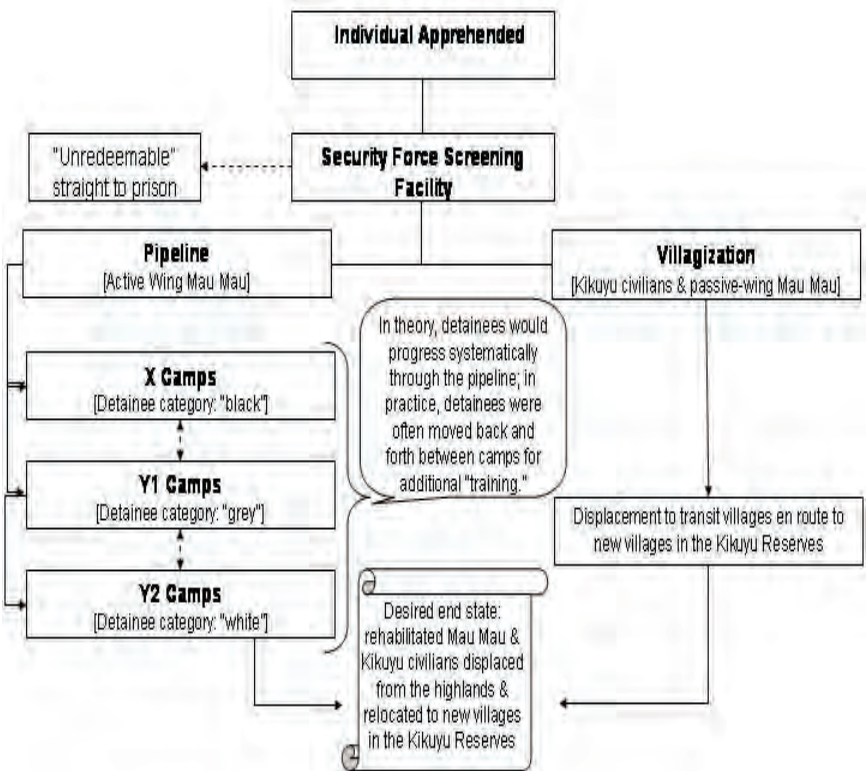 Individual Apprehended
"Unredeemable"
straight to prison
Security Force Screening
Facility
Pipeline
[Active Wing Mau Mau]
Villagization
[Kikuyu civilians & passive-wing Mau Mau]
In theory, detainees would
progress systematically
through the pipeline; in
practice, detainees were
often moved back and
forth between camps for
additional "training."
X Camps
[Detainee category: "black"]
Y1 Camps
[Detainee category: "grey"]
Y2 Camps
[Detainee category: "white"]
Displacement to transit villages en route to
new villages in the Kikuyu Reserves
Desired end state:
rehabilitated Mau Mau &
Kikuyu civilians displaced
from the highlands &
relocated to new villages
in the Kikuyu Reserves